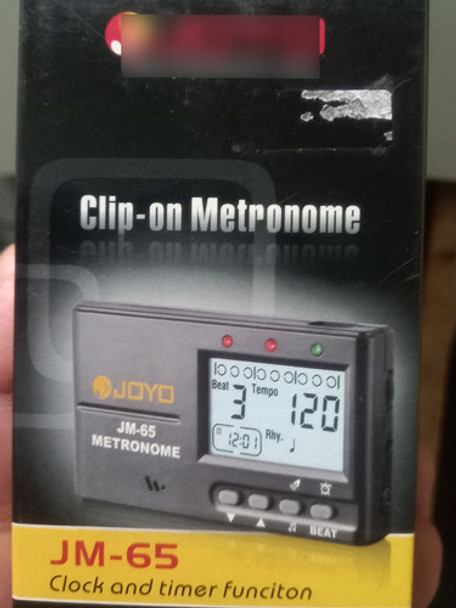 Clip-on Metronome
JOYO
JM-65
METRONOME
Beat 3 Tempo 120
12:01 Rhy.
BEAT
JM-65
Clock and timer funciton